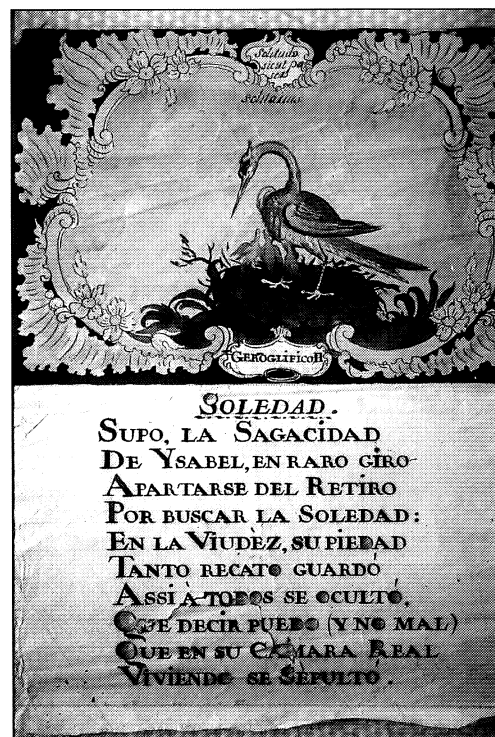 Solitudo
sicut pa
solitarius
GEROGLIFICO II
SOLEDAD.
SUPO, LA SAGACIDAD
DE YSABEL, EN RARO GIRO
APARTARSE DEL RETIRO
POR BUSCAR LA SOLEDAD:
EN LA VIUDÈZ, SU PIEDAD
TANTO RECATO GUARDÓ
ASSI À TODOS SE OCULTÓ,
QUE DECIR PUEDO (Y NO MAL)
QUE EN SU CAMARA REAL
VIVIENDO SE SEPULTÓ.